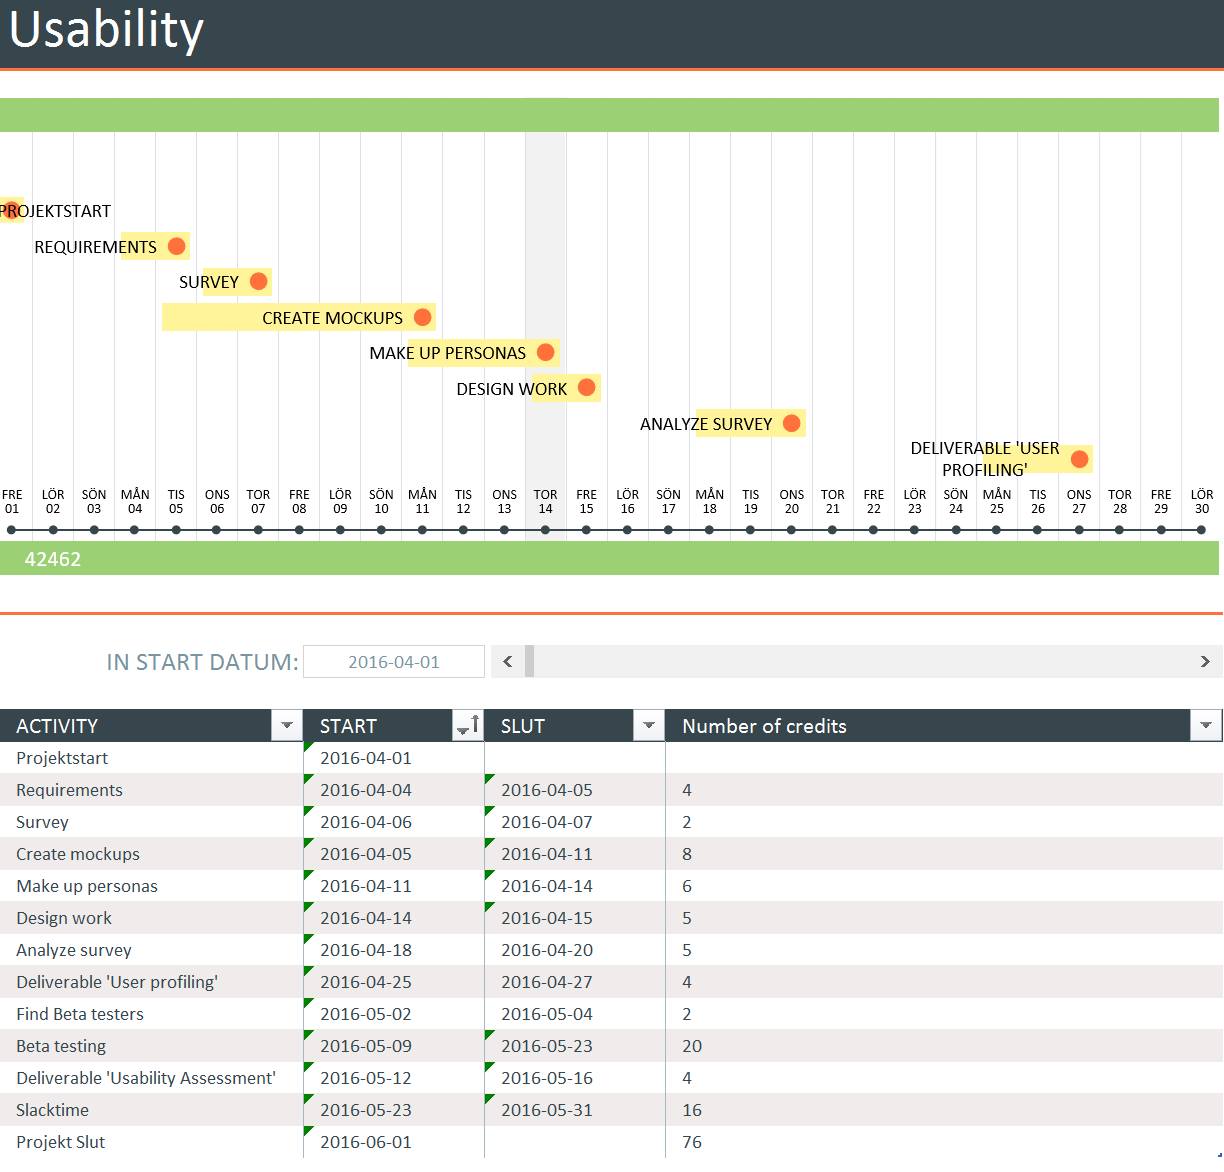 Usability
PROJEKTSTART
REQUIREMENTS
SURVEY
CREATE MOCKUPS
MAKE UP PERSONAS
DESIGN WORK
ANALYZE SURVEY
DELIVERABLE 'USER
PROFILING'
FRE LÖR SÖN MÅN TIS ONS TOR FRE LÖR SÖN MÅN TIS ONS TOR FRE LÖR SÖN MÅN TIS ONS TOR FRE LÖR SÖN MÅN TIS ONS TOR FRE LÖR
01 02 03 04 05 06 07 08 09 10 11 12 13 14 15 16 17 18 19 20 21 22 23 24 25 26 27 28 29 30
42462
IN START DATUM: 2016-04-01
ACTIVITY START SLUT Number of credits
Projektstart 2016-04-01
Requirements 2016-04-04 2016-04-05 4
Survey 2016-04-06 2016-04-07 2
Create mockups 2016-04-05 2016-04-11 8
Make up personas 2016-04-11 2016-04-14 6
Design work 2016-04-14 2016-04-15 5
Analyze survey 2016-04-18 2016-04-20 5
Deliverable 'User profiling' 2016-04-25 2016-04-27 4
Find Beta testers 2016-05-02 2016-05-04 2
Beta testing 2016-05-09 2016-05-23 20
Deliverable 'Usability Assessment' 2016-05-12 2016-05-16 4
Slacktime 2016-05-23 2016-05-31 16
Projekt Slut 2016-06-01 76